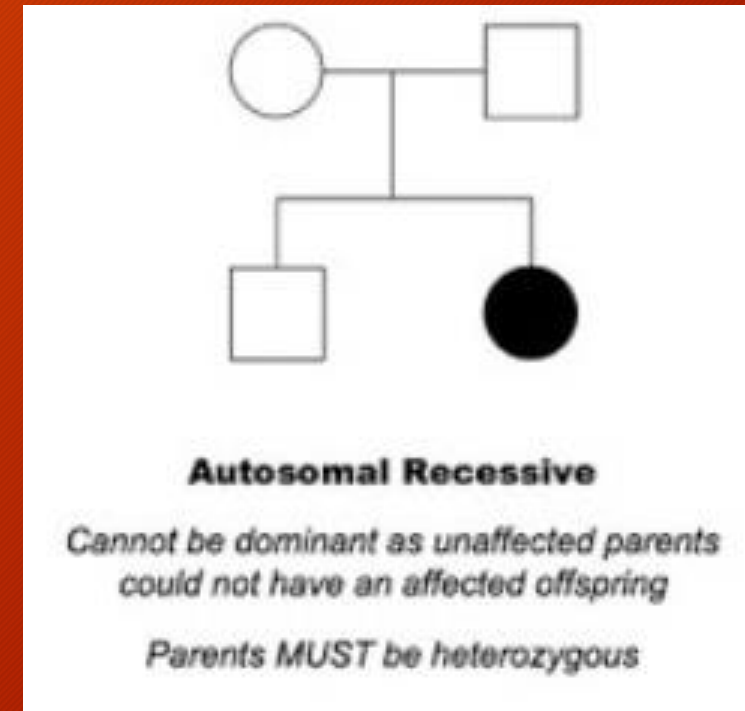 Autosomal Recessive
Cannot be dominant as unaffected parents
could not have an affected offspring
Parents MUST be heterozygous